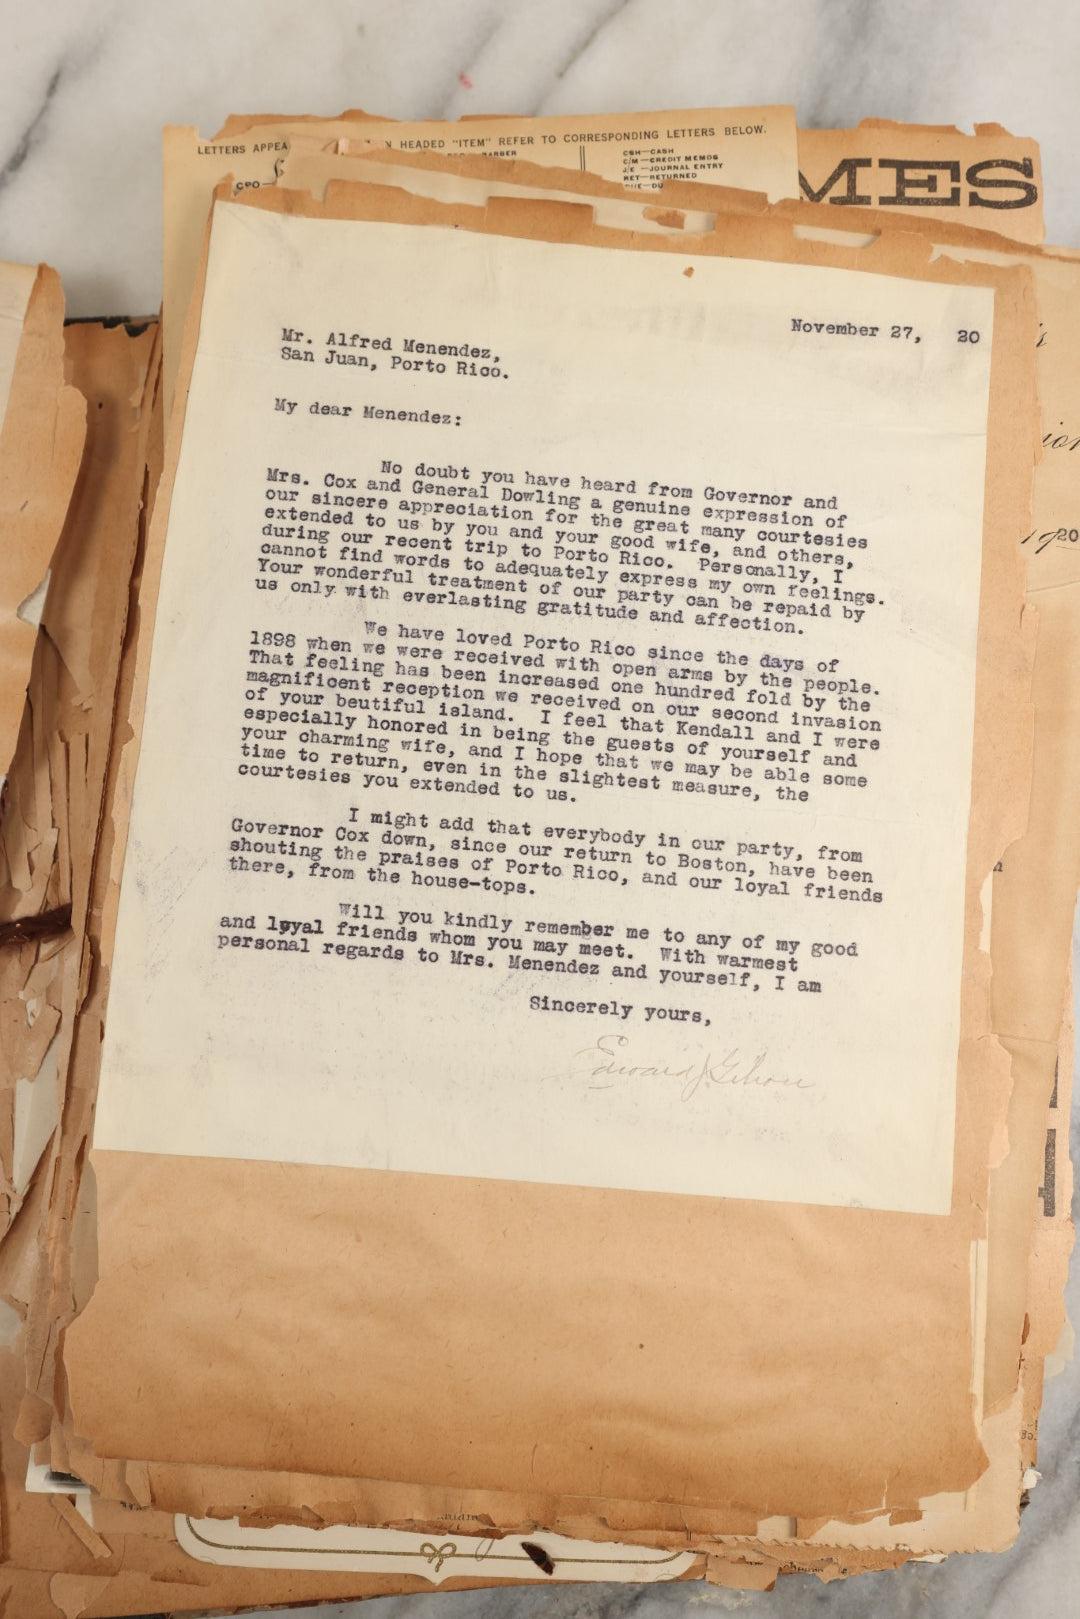 LETTERS APPEA N HEADED "ITEM" REFER TO CORRESPONDING LETTERS BELOW.
CSH—CASH
C/M—CREDIT MEMOS
J/E—JOURNAL ENTRY
RET—RETURNED
CPO—
MES
November 27, 20
Mr. Alfred Menendez,
San Juan, Porto Rico.
My dear Menendez:
No doubt you have heard from Governor and
Mrs. Cox and General Dowling a genuine expression of
our sincere appreciation for the great many courtesies
extended to us by you and your good wife, and others,
during our recent trip to Porto Rico. Personally, I
cannot find words to adequately express my own feelings.
Your wonderful treatment of our party can be repaid by
us only with everlasting gratitude and affection.
We have loved Porto Rico since the days of
1898 when we were received with open arms by the people.
That feeling has been increased one hundred fold by the
magnificent reception we received on our second invasion
of your beutiful island. I feel that Kendall and I were
especially honored in being the guests of yourself and
your charming wife, and I hope that we may be able some
time to return, even in the slightest measure, the
courtesies you extended to us.
I might add that everybody in our party, from
Governor Cox down, since our return to Boston, have been
shouting the praises of Porto Rico, and our loyal friends
there, from the house-tops.
Will you kindly remember me to any of my good
and loyal friends whom you may meet. With warmest
personal regards to Mrs. Menendez and yourself, I am
Sincerely yours,
Edward J
1920